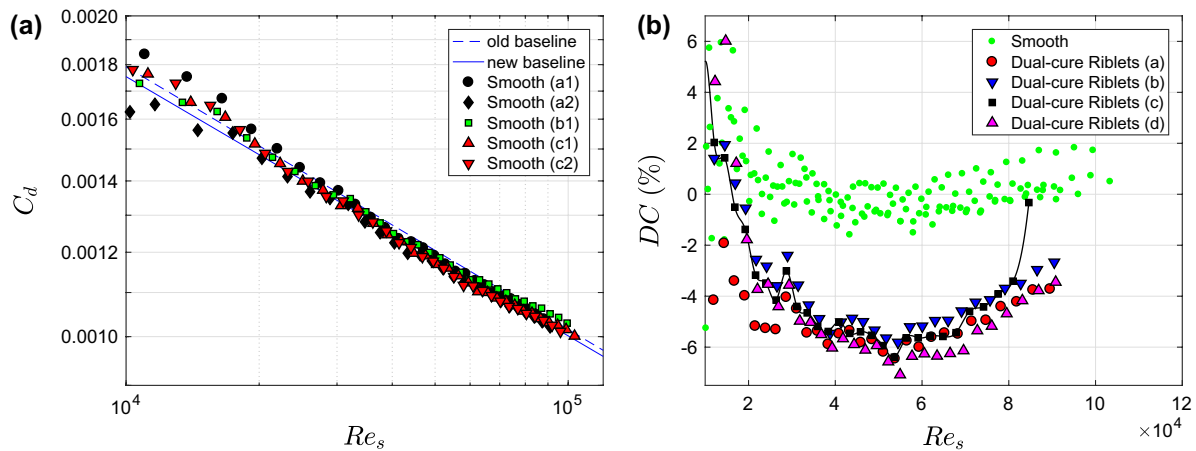 (a)
0.0020
0.0018
0.0016
0.0014
0.0012
0.0010
C_d
10^4
10^5
Re_s
old baseline
new baseline
Smooth (a1)
Smooth (a2)
Smooth (b1)
Smooth (c1)
Smooth (c2)
(b)
6
4
2
0
-2
-4
-6
DC (%)
2
4
6
8
10
12
×10^4
Re_s
Smooth
Dual-cure Riblets (a)
Dual-cure Riblets (b)
Dual-cure Riblets (c)
Dual-cure Riblets (d)